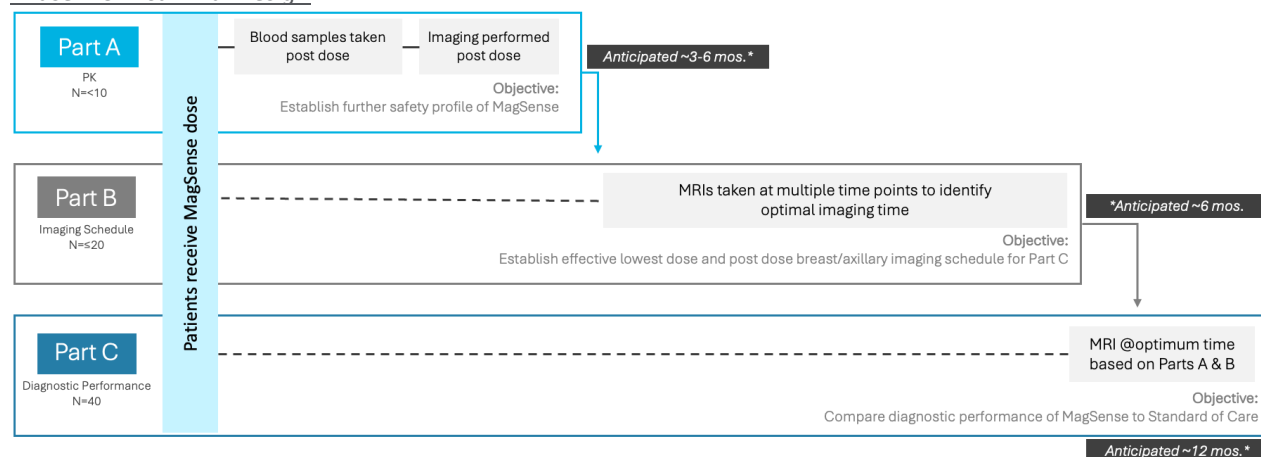 Part A
PK
N=<10
Patients receive MagSense dose
Blood samples taken
post dose
Imaging performed
post dose
Anticipated ~3-6 mos.*
Objective:
Establish further safety profile of MagSense
Part B
Imaging Schedule
N=≤20
MRIs taken at multiple time points to identify
optimal imaging time
*Anticipated ~6 mos.
Objective:
Establish effective lowest dose and post dose breast/axillary imaging schedule for Part C
Part C
Diagnostic Performance
N=40
MRI @optimum time
based on Parts A & B
Objective:
Compare diagnostic performance of MagSense to Standard of Care
Anticipated ~12 mos.*